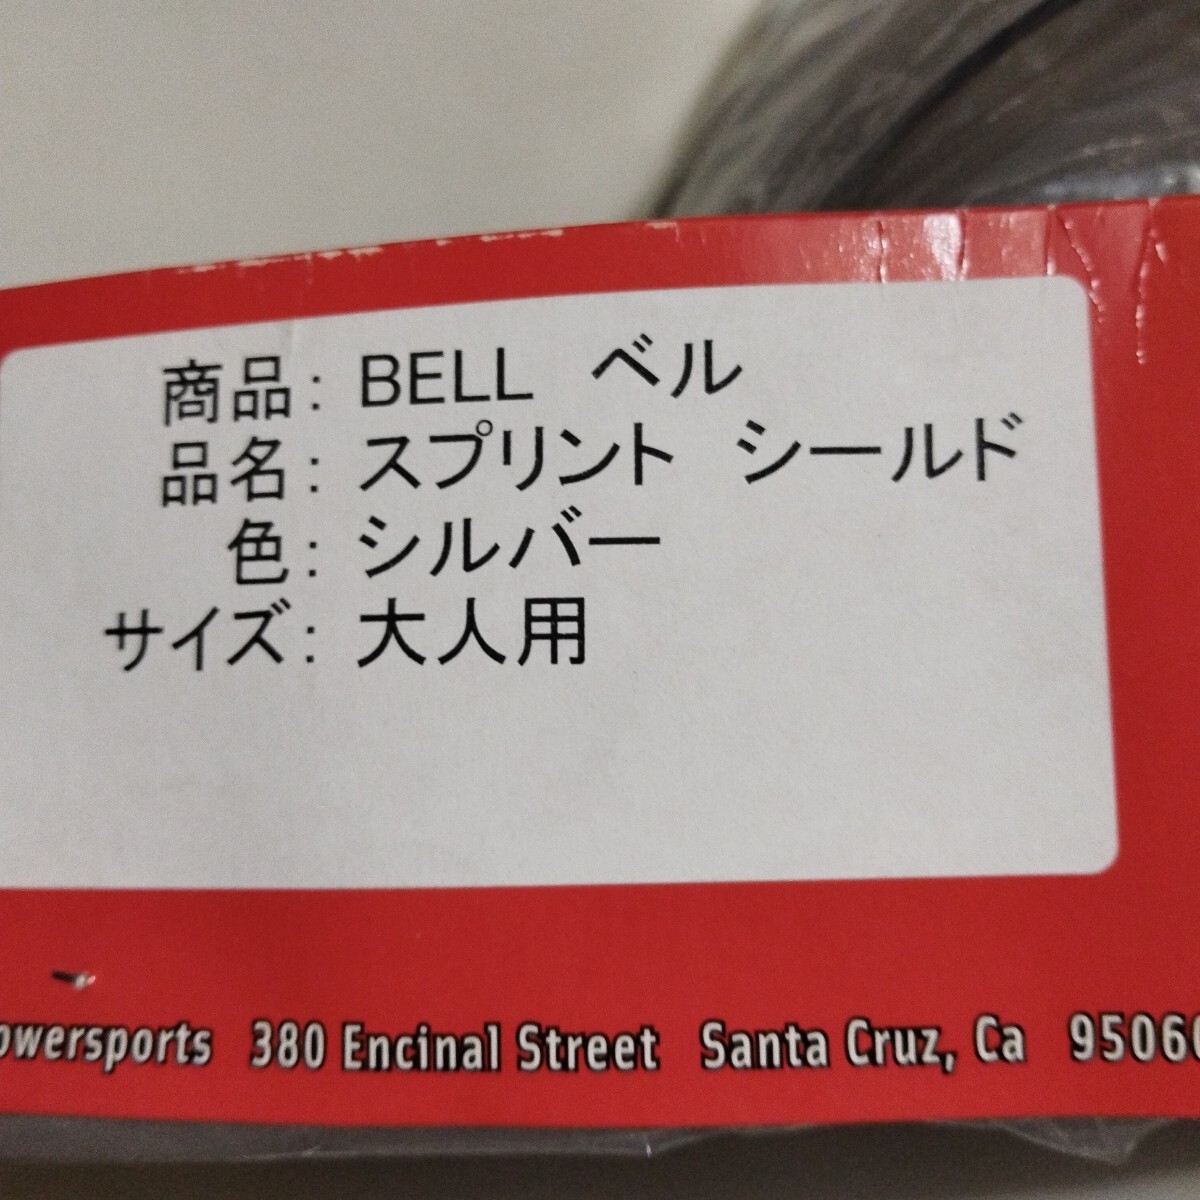 商品: BELL ベル
品名: スプリント シールド
色: シルバー
サイズ: 大人用
owersports 380 Encinal Street Santa Cruz, Ca 95060